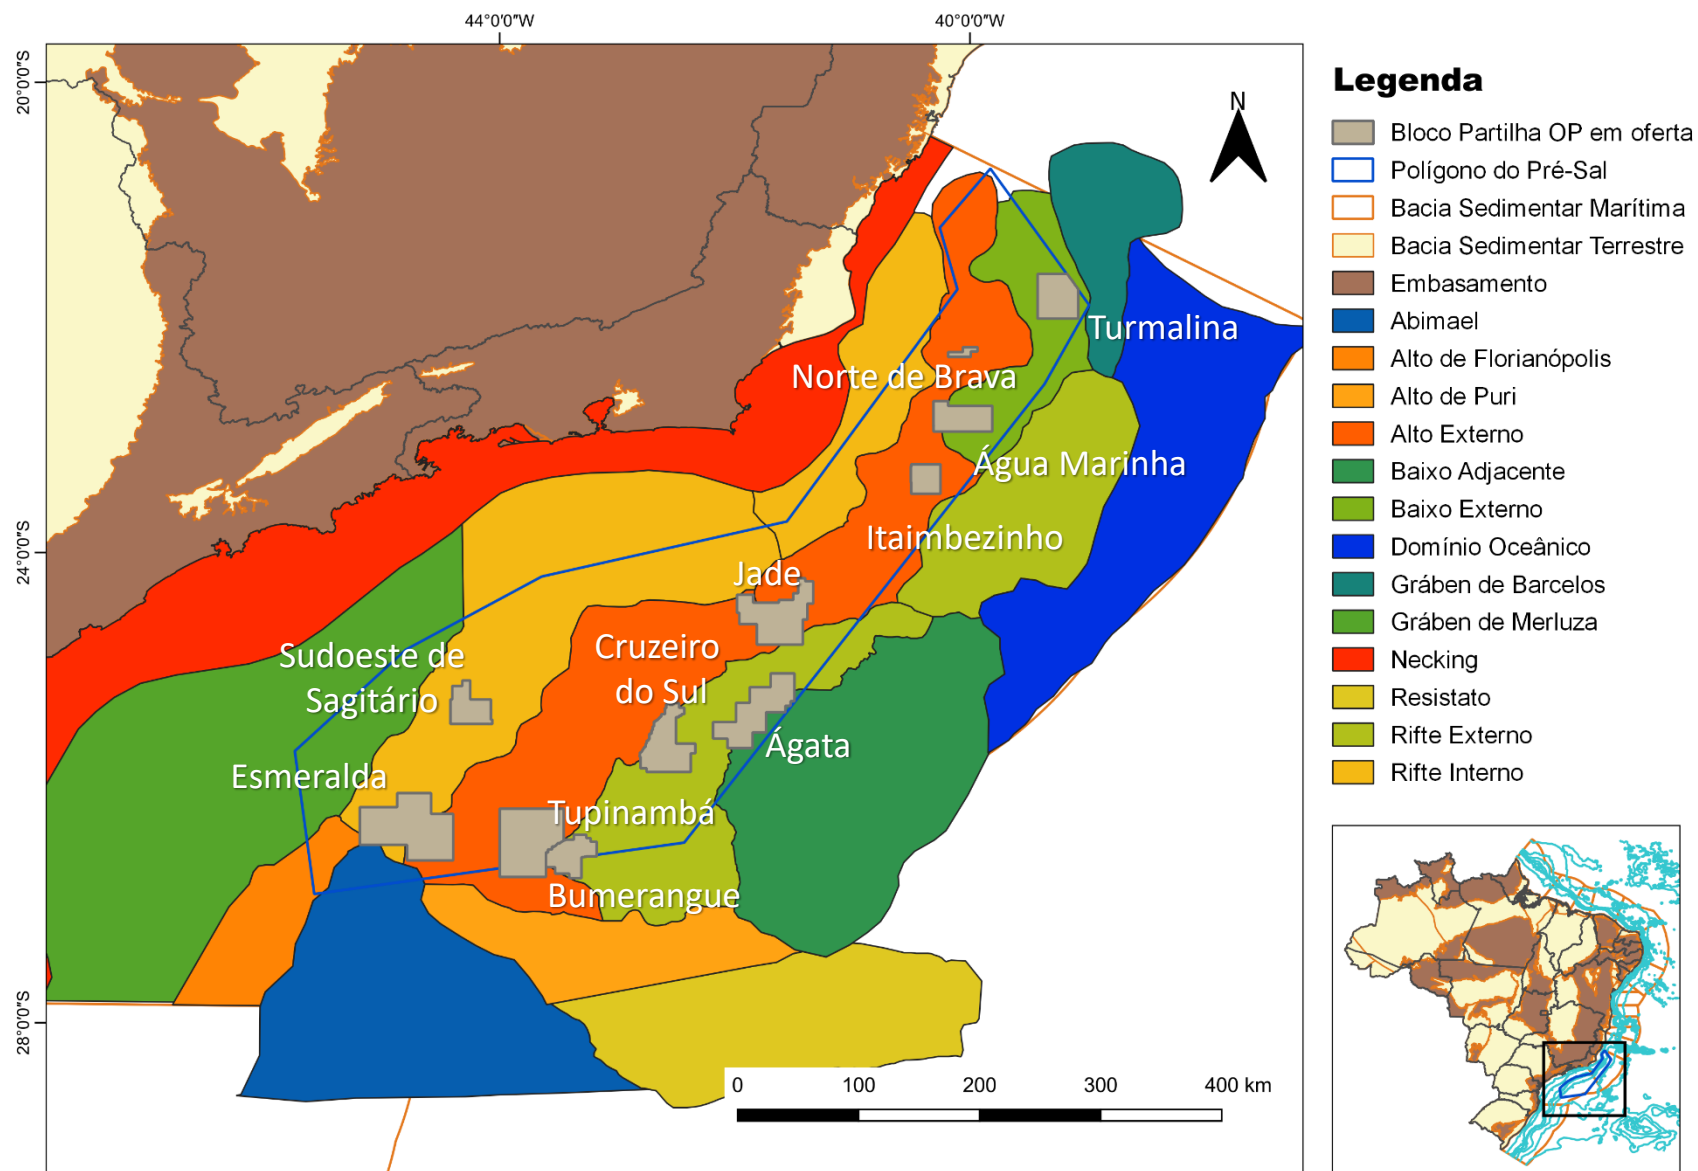 44°0'0"W
40°0'0"W
20°0'0"S
24°0'0"S
28°0'0"S
N
Turmalina
Norte de Brava
Água Marinha
Itaimbezinho
Jade
Cruzeiro
do Sul
Sudoeste de
Sagitário
Ágata
Esmeralda
Tupinambá
Bumerangue
0 100 200 300 400 km
Legenda
Bloco Partilha OP em oferta
Polígono do Pré-Sal
Bacia Sedimentar Marítima
Bacia Sedimentar Terrestre
Embasamento
Abimael
Alto de Florianópolis
Alto de Puri
Alto Externo
Baixo Adjacente
Baixo Externo
Domínio Oceânico
Gráben de Barcelos
Gráben de Merluza
Necking
Resistato
Rifte Externo
Rifte Interno